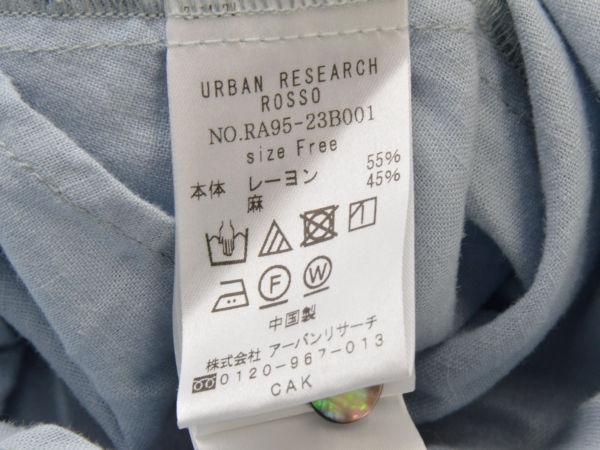 URBAN RESEARCH
ROSSO
NO.RA95-23B001
size Free
本体 レーヨン 55%
麻 45%
F W
中国製
株式会社 アーバンリサーチ
0120-967-013
CAK